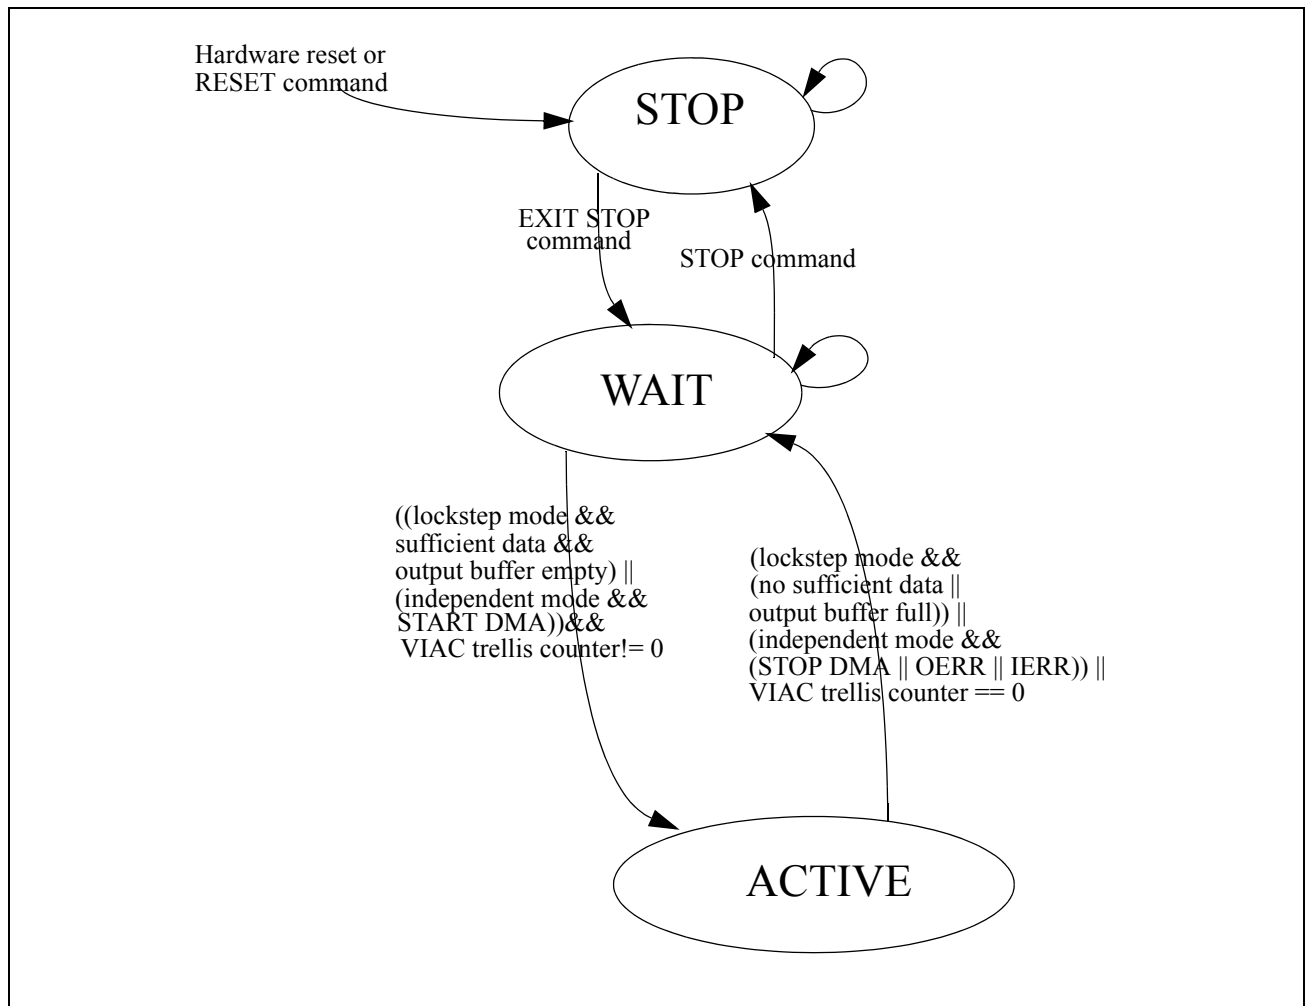 Hardware reset or
RESET command
STOP
EXIT STOP
command
STOP command
WAIT
((lockstep mode &&
sufficient data &&
output buffer empty) ||
(independent mode &&
START DMA))&&
VIAC trellis counter!= 0
(lockstep mode &&
(no sufficient data ||
output buffer full)) ||
(independent mode &&
(STOP DMA || OERR || IERR)) ||
VIAC trellis counter == 0
ACTIVE